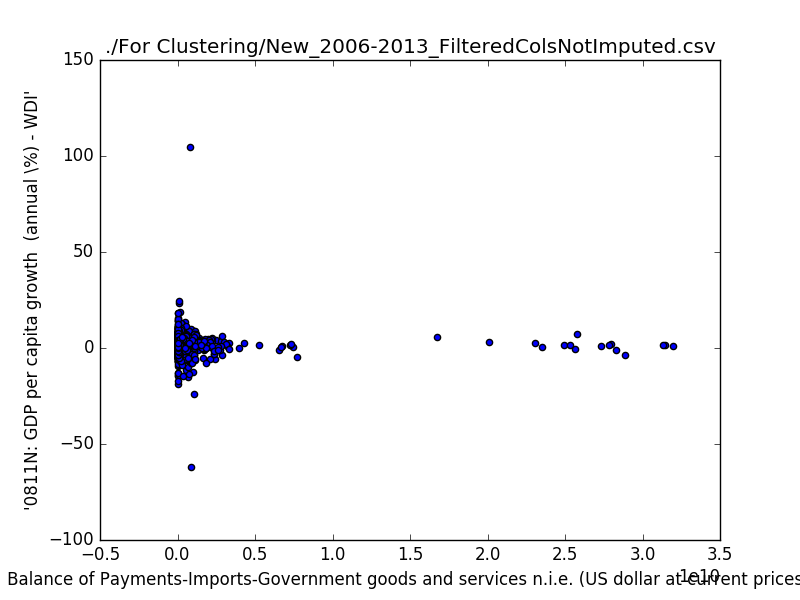 ./For Clustering/New_2006-2013_FilteredColsNotImputed.csv
'0811N: GDP per capita growth (annual \%) - WDI'
150
100
50
0
−50
−100
−0.5 0.0 0.5 1.0 1.5 2.0 2.5 3.0 3.5
1e10
Balance of Payments-Imports-Government goods and services n.i.e. (US dollar at current prices